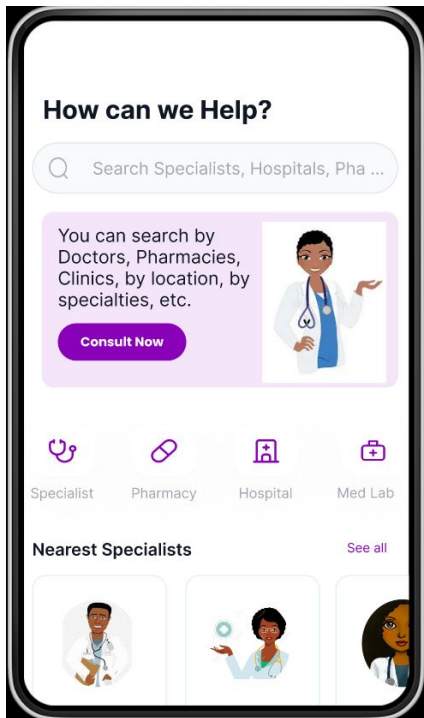 How can we Help?
Search Specialists, Hospitals, Pha ...
You can search by
Doctors, Pharmacies,
Clinics, by location, by
specialties, etc.
Consult Now
Specialist Pharmacy Hospital Med Lab
Nearest Specialists See all